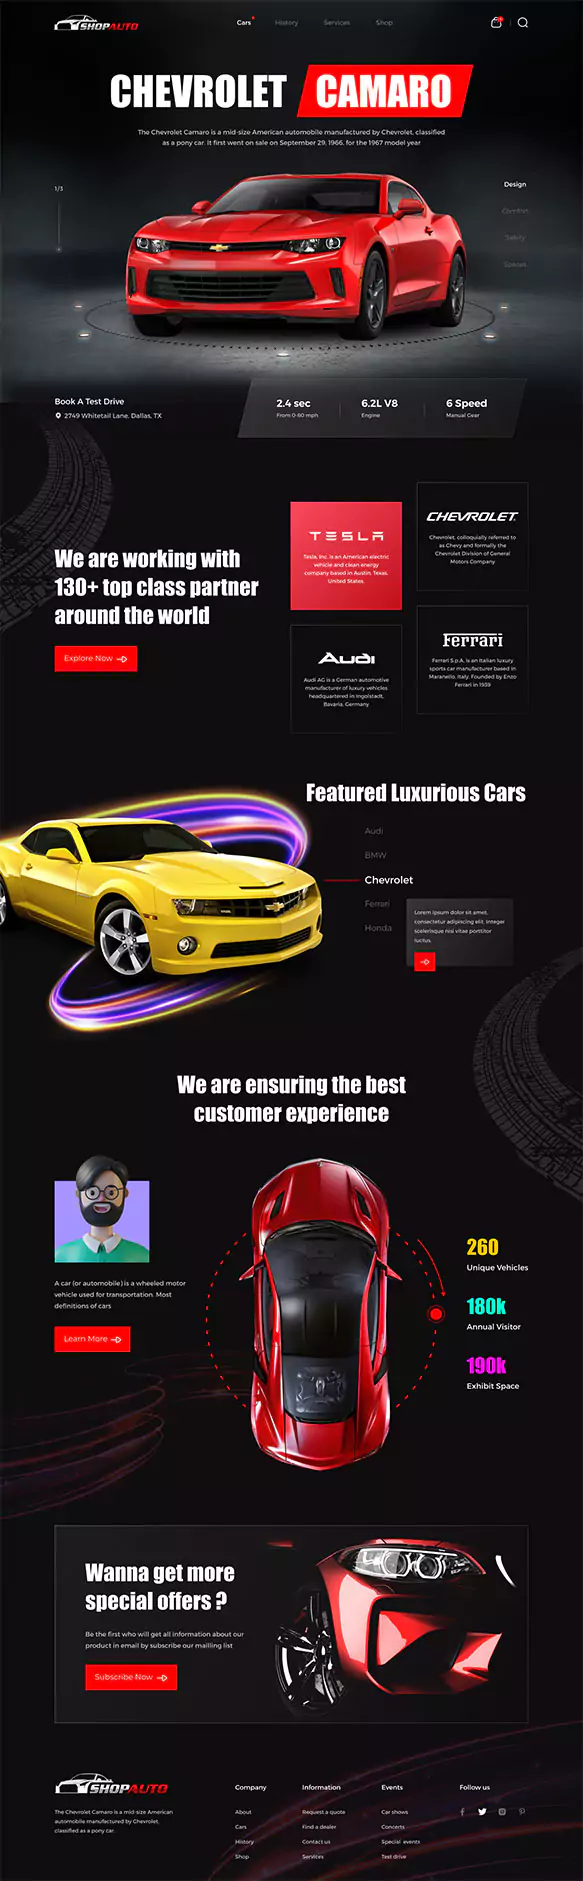 SHOPAUTO
Cars
History
Services
Shop
CHEVROLET CAMARO
The Chevrolet Camaro is a mid-size American automobile manufactured by Chevrolet, classified
as a pony car. It first went on sale on September 29, 1966, for the 1967 model year
1/3
Design
Comfort
Safety
Specs
Book A Test Drive
2749 Whitetail Lane, Dallas, TX
2.4 sec
From 0-60 mph
6.2L V8
Engine
6 Speed
Manual Gear
We are working with
130+ top class partner
around the world
Explore Now
TESLA
Tesla, Inc. is an American electric
vehicle and clean energy
company based in Austin, Texas,
United States.
CHEVROLET
Chevrolet, colloquially referred to
as Chevy and formally the
Chevrolet Division of General
Motors Company
Audi
Audi AG is a German automotive
manufacturer of luxury vehicles
headquartered in Ingolstadt,
Bavaria, Germany
Ferrari
Ferrari S.p.A. is an Italian luxury
sports car manufacturer based in
Maranello, Italy. Founded by Enzo
Ferrari in 1939
Featured Luxurious Cars
Audi
BMW
Chevrolet
Ferrari
Honda
Lorem ipsum dolor sit amet,
consectetur adipiscing elit. Integer
scelerisque nisi vitae porttitor
luctus.
We are ensuring the best
customer experience
A car (or automobile) is a wheeled motor
vehicle used for transportation. Most
definitions of cars
Learn More
260
Unique Vehicles
180k
Annual Visitor
190k
Exhibit Space
Wanna get more
special offers ?
Be the first who will get all information about our
product in email by subscribe our mailling list
Subscribe Now
SHOPAUTO
The Chevrolet Camaro is a mid-size American
automobile manufactured by Chevrolet,
classified as a pony car.
Company
About
Cars
History
Shop
Information
Request a quote
Find a dealer
Contact us
Services
Events
Car shows
Concerts
Special events
Test drive
Follow us